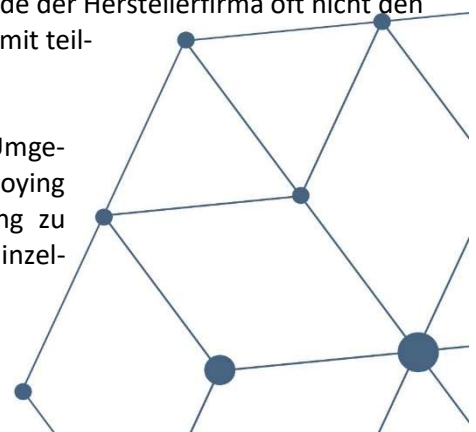 de der Herstellerfirma oft nicht den
mit teil-
Umge-
oying
ng zu
inzel-